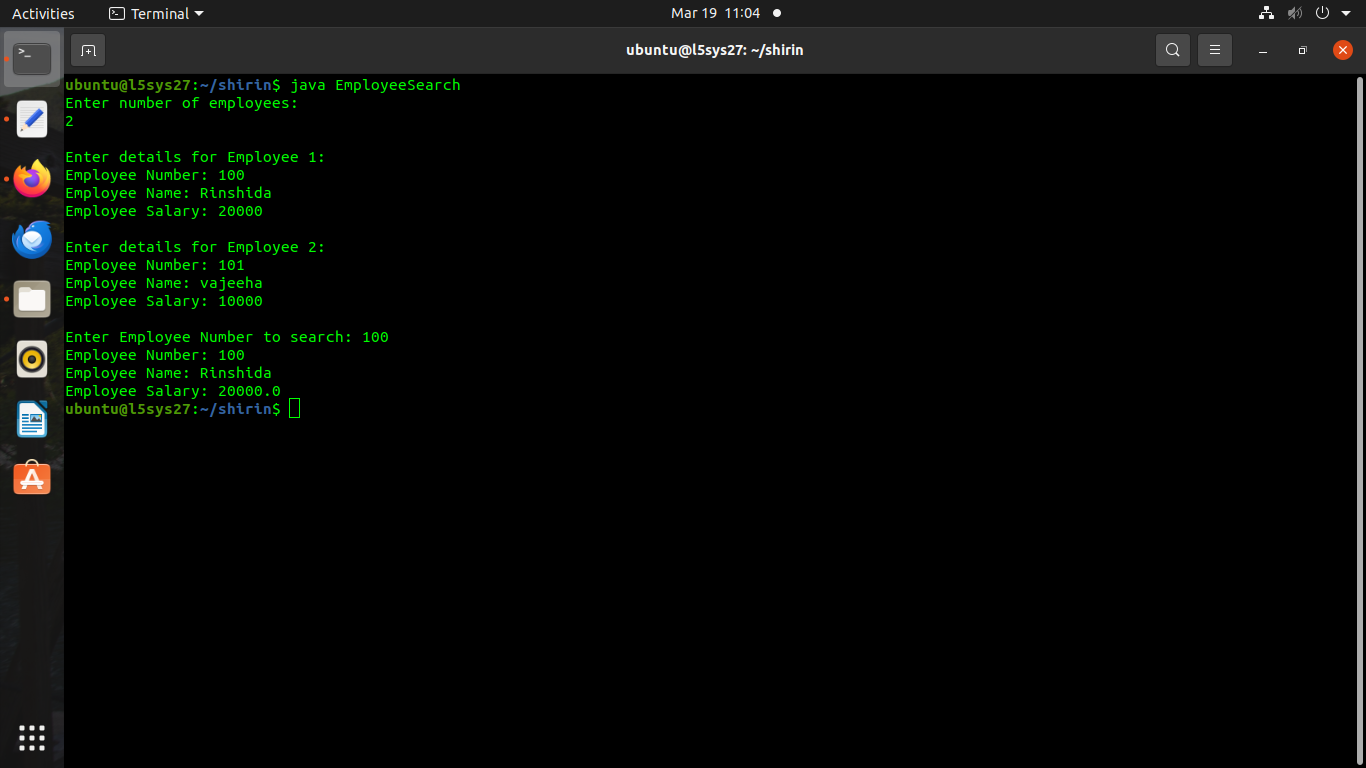 Activities
Terminal
Mar 19 11:04
ubuntu@l5sys27: ~/shirin
ubuntu@l5sys27:~/shirin$ java EmployeeSearch
Enter number of employees:
2
Enter details for Employee 1:
Employee Number: 100
Employee Name: Rinshida
Employee Salary: 20000
Enter details for Employee 2:
Employee Number: 101
Employee Name: vajeeha
Employee Salary: 10000
Enter Employee Number to search: 100
Employee Number: 100
Employee Name: Rinshida
Employee Salary: 20000.0
ubuntu@l5sys27:~/shirin$